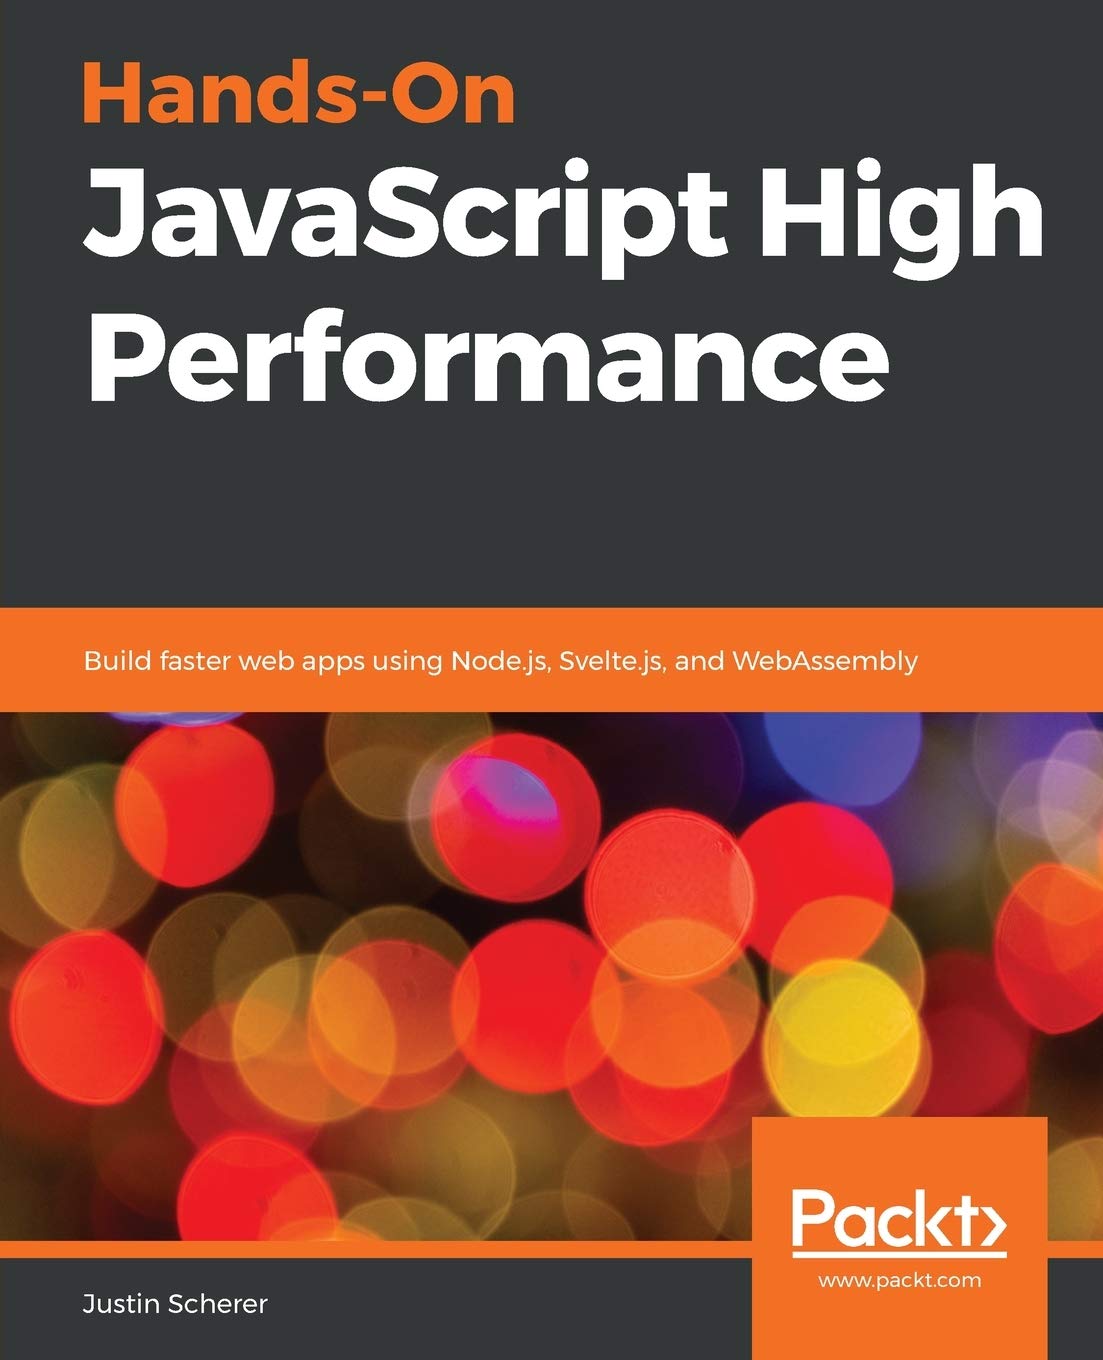 Hands-On
JavaScript High
Performance
Build faster web apps using Node.js, Svelte.js, and WebAssembly
Packt>
www.packt.com
Justin Scherer